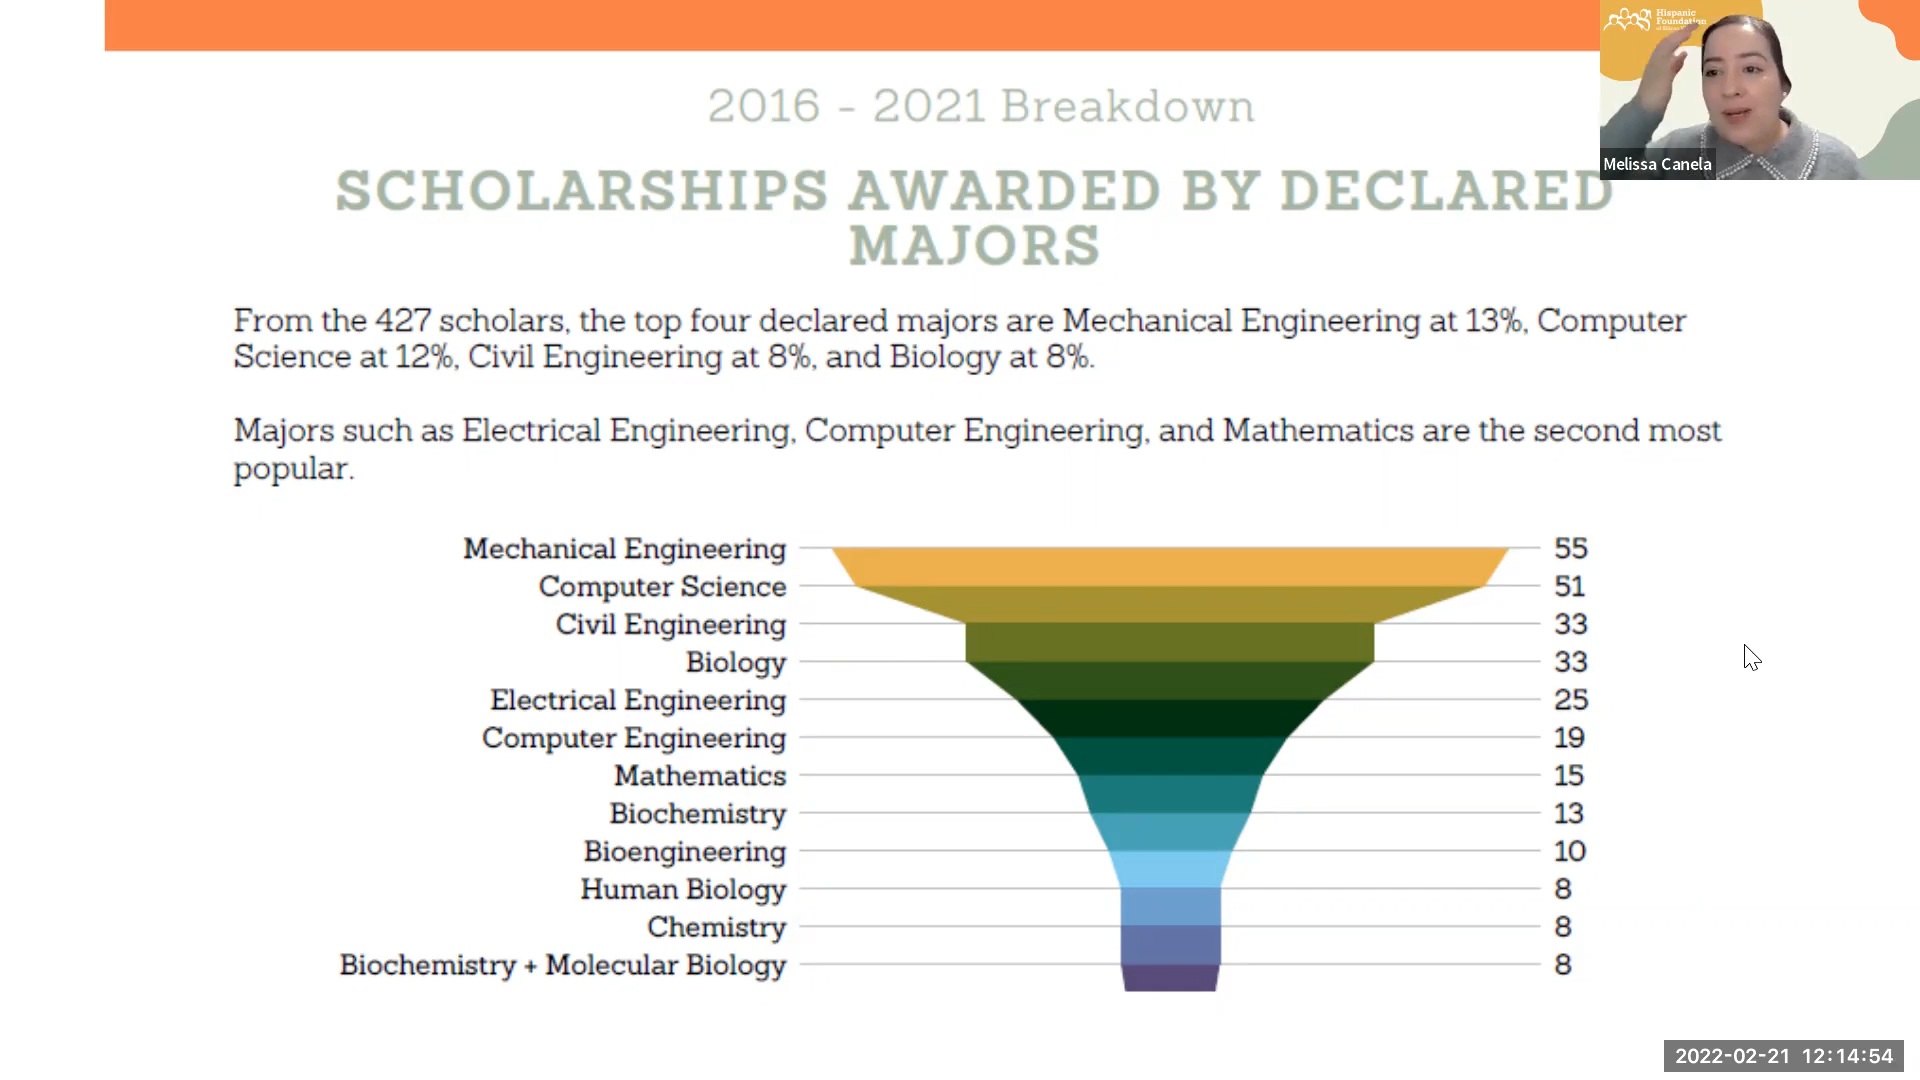 Hispanic
Foundation
2016 - 2021 Breakdown
Melissa Canela
SCHOLARSHIPS AWARDED BY DECLARED
MAJORS
From the 427 scholars, the top four declared majors are Mechanical Engineering at 13%, Computer
Science at 12%, Civil Engineering at 8%, and Biology at 8%.
Majors such as Electrical Engineering, Computer Engineering, and Mathematics are the second most
popular.
Mechanical Engineering 55
Computer Science 51
Civil Engineering 33
Biology 33
Electrical Engineering 25
Computer Engineering 19
Mathematics 15
Biochemistry 13
Bioengineering 10
Human Biology 8
Chemistry 8
Biochemistry + Molecular Biology 8
2022-02-21 12:14:54